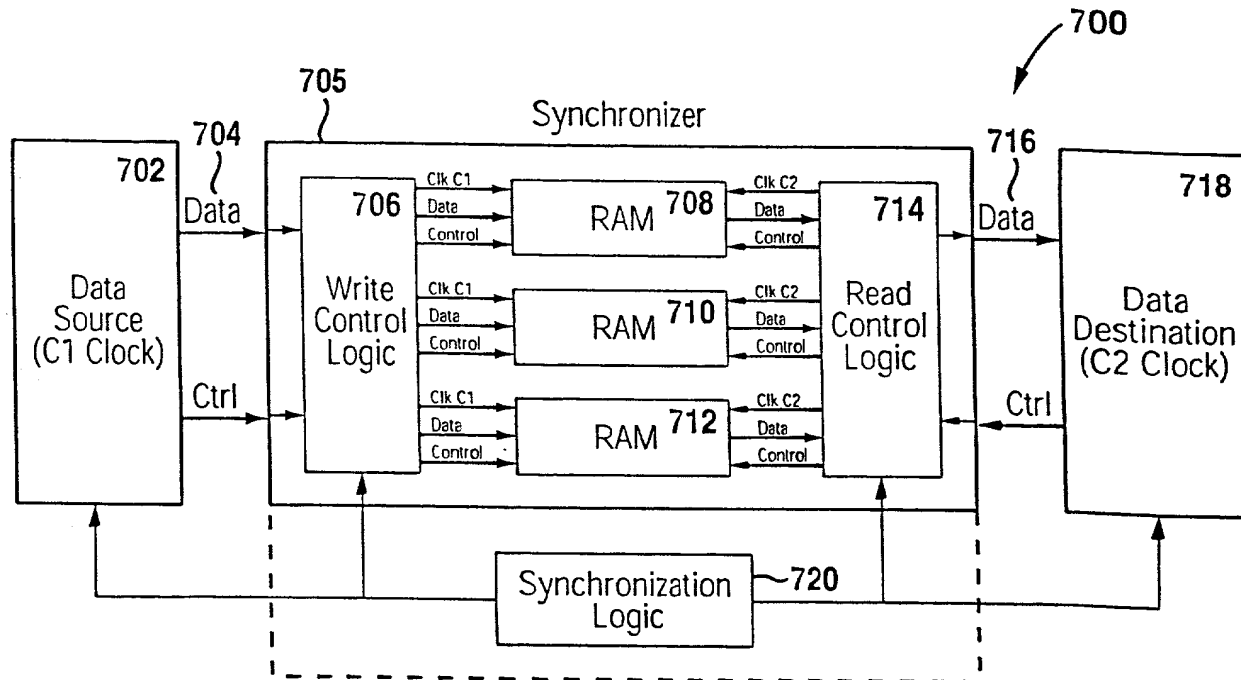 700
705
Synchronizer
704
716
702
Data
706
Clk C1
Data
Control
RAM 708
Clk C2
Data
Control
714
Data
718
Data
Source
(C1 Clock)
Write
Control
Logic
Clk C1
Data
Control
RAM 710
Clk C2
Data
Control
Read
Control
Logic
Data
Destination
(C2 Clock)
Ctrl
Clk C1
Data
Control
RAM 712
Clk C2
Data
Control
Ctrl
Synchronization
Logic
720